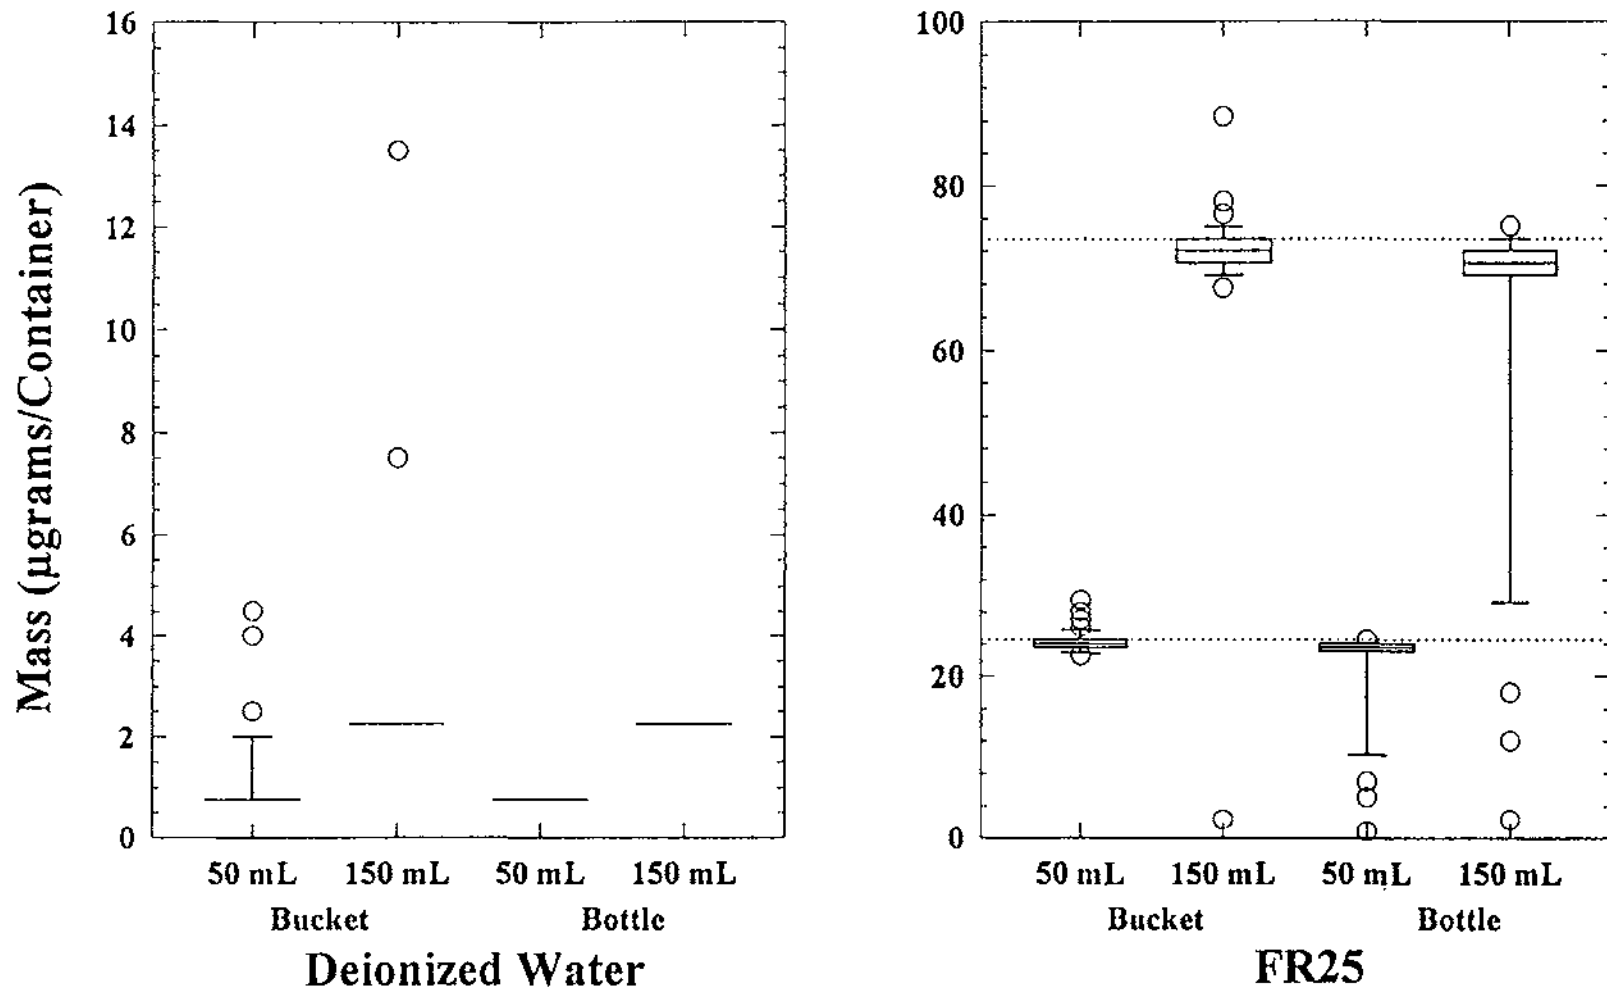 Mass (µgrams/Container)
16
14
12
10
8
6
4
2
0
50 mL 150 mL 50 mL 150 mL
Bucket Bottle
Deionized Water
100
80
60
40
20
0
50 mL 150 mL 50 mL 150 mL
Bucket Bottle
FR25